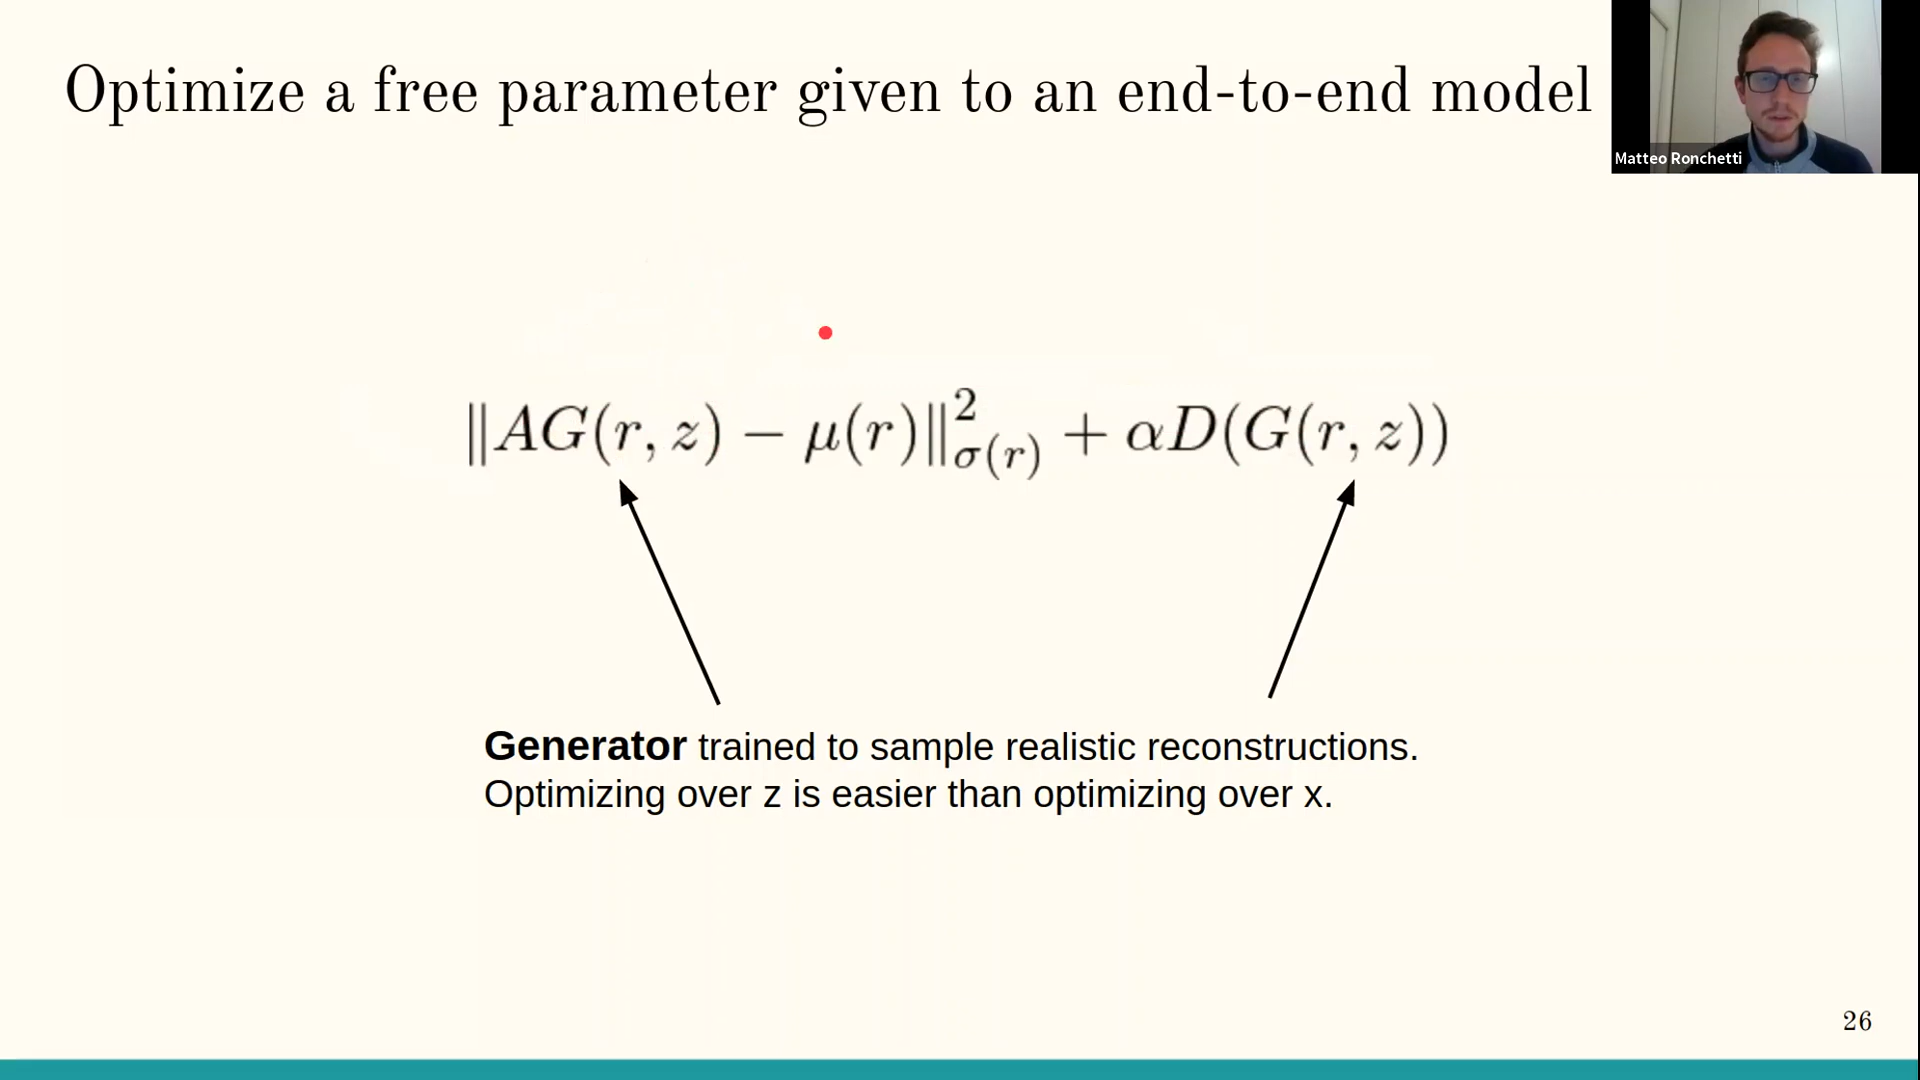 Optimize a free parameter given to an end-to-end model
Matteo Ronchetti
‖AG(r, z) − μ(r)‖²_σ(r) + αD(G(r, z))
Generator trained to sample realistic reconstructions.
Optimizing over z is easier than optimizing over x.
26